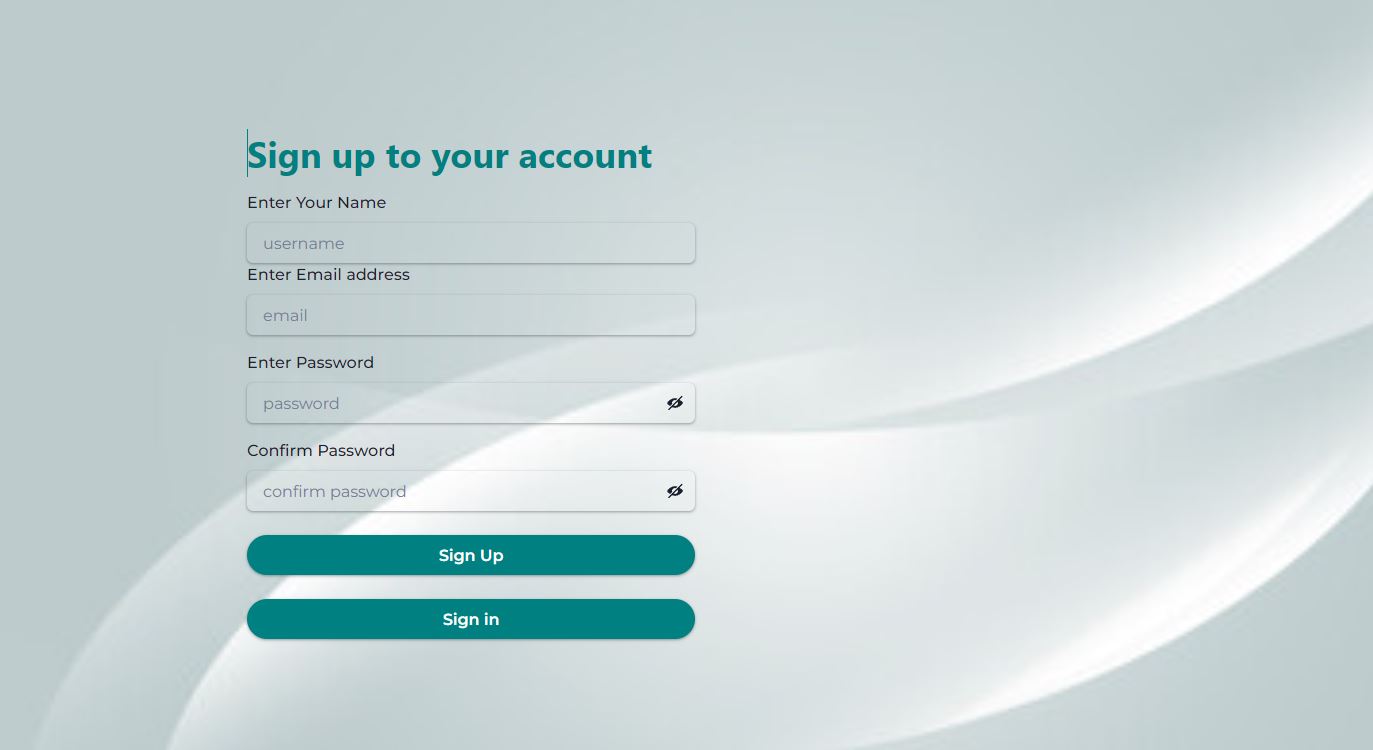 Sign up to your account
Enter Your Name
username
Enter Email address
email
Enter Password
password
Confirm Password
confirm password
Sign Up
Sign in